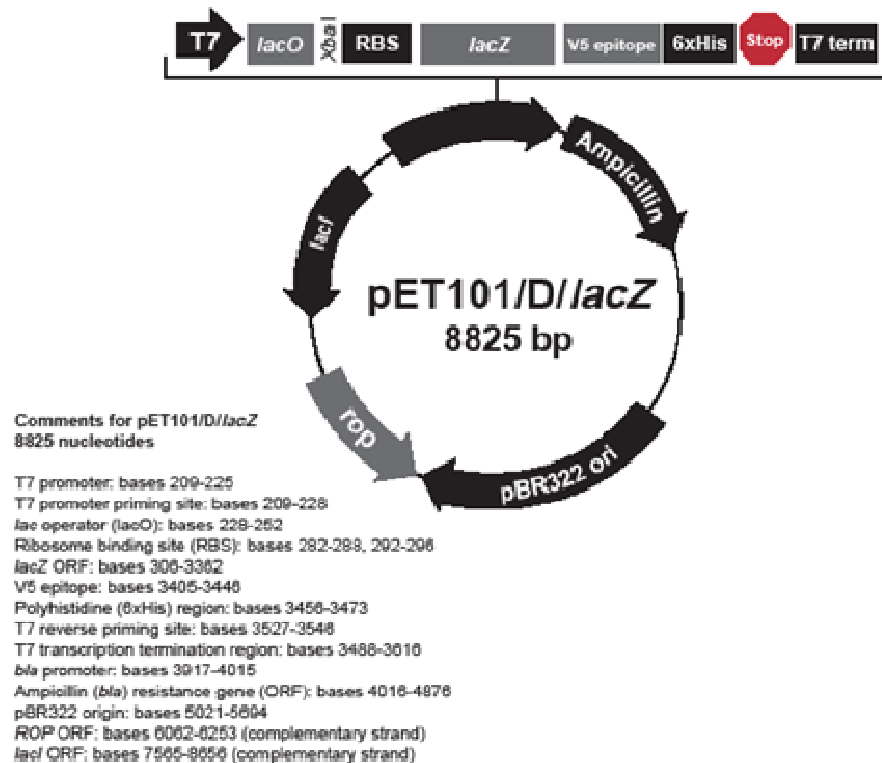 T7 lacO XbaI RBS lacZ V5 epitope 6xHis Stop T7 term
Ampicillin
lacI
pET101/D/lacZ
8825 bp
rop
pBR322 ori
Comments for pET101/D/lacZ
8825 nucleotides
T7 promoter: bases 209-225
T7 promoter priming site: bases 209-228
lac operator (lacO): bases 228-252
Ribosome binding site (RBS): bases 282-288, 292-296
lacZ ORF: bases 306-3362
V5 epitope: bases 3405-3446
Polyhistidine (6xHis) region: bases 3456-3473
T7 reverse priming site: bases 3527-3546
T7 transcription termination region: bases 3488-3616
bla promoter: bases 3917-4015
Ampicillin (bla) resistance gene (ORF): bases 4016-4876
pBR322 origin: bases 5021-5694
ROP ORF: bases 6062-6253 (complementary strand)
lacI ORF: bases 7565-8656 (complementary strand)